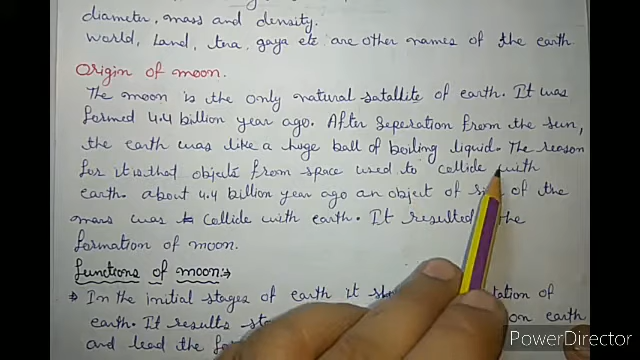 diameter, mass and density.
World, Land, tera, gaya etc are other names of the earth
Origin of moon.
The moon is the only natural satallite of earth. It was
formed 4.4 billion year ago. After seperation from the sun,
the earth was like a huge ball of boiling liquid. The reason
for it is that objects from space used to collide with
earth. about 4.4 billion year ago an object of of the
mars was collide with earth. It resulted the
formation of moon.
functions of moon:→
→ In the initial stages of earth it of
earth. It results on earth
and lead the
PowerDirector